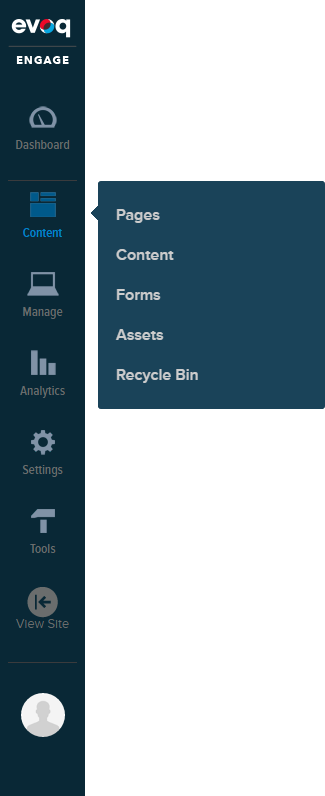 evoq
ENGAGE
Dashboard
Content
Pages
Content
Forms
Assets
Recycle Bin
Manage
Analytics
Settings
Tools
View Site